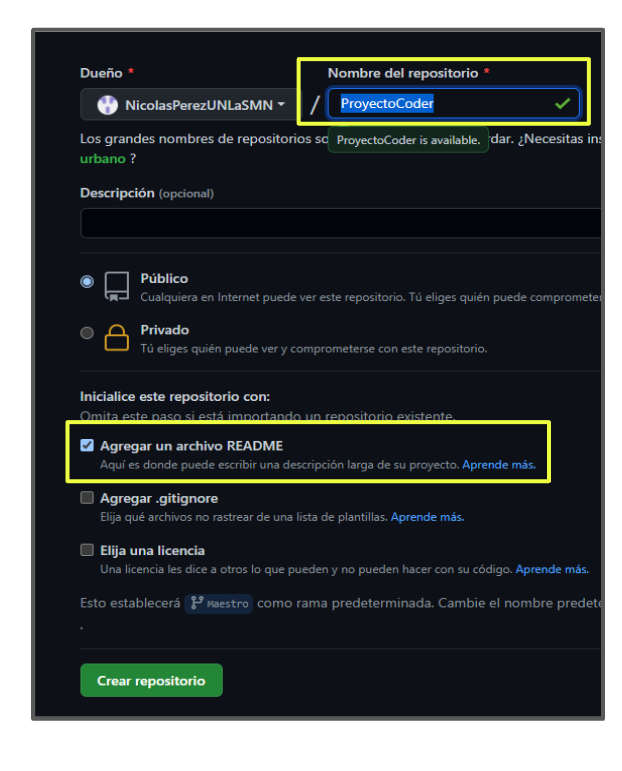 Dueño *
Nombre del repositorio *
NicolasPerezUNLaSMN
/
ProyectoCoder
Los grandes nombres de repositorios so
ProyectoCoder is available.
dar. ¿Necesitas ins
urbano ?
Descripción (opcional)
Público
Cualquiera en Internet puede ver este repositorio. Tú eliges quién puede comprometer
Privado
Tú eliges quién puede ver y comprometerse con este repositorio.
Inicialice este repositorio con:
Omita este paso si está importando un repositorio existente.
Agregar un archivo README
Aquí es donde puede escribir una descripción larga de su proyecto. Aprende más.
Agregar .gitignore
Elija qué archivos no rastrear de una lista de plantillas. Aprende más.
Elija una licencia
Una licencia les dice a otros lo que pueden y no pueden hacer con su código. Aprende más.
Esto establecerá Maestro como rama predeterminada. Cambie el nombre predete
.
Crear repositorio